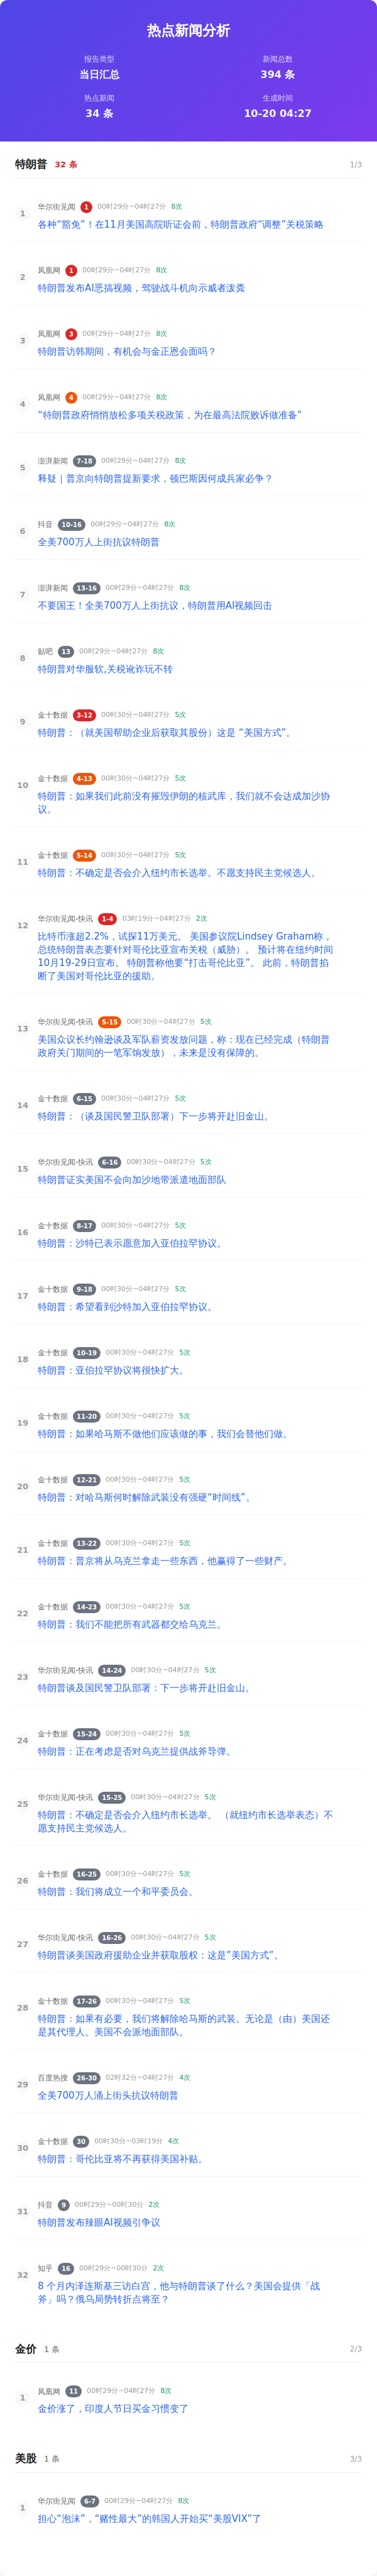 热点新闻分析
报告类型
当日汇总
新闻总数
394 条
热点新闻
34 条
生成时间
10-20 04:27
特朗普 32 条 1/3
1
华尔街见闻 1 00时29分~04时27分 8次
各种“豁免”！在11月美国高院听证会前，特朗普政府“调整”关税策略
2
凤凰网 1 00时29分~04时27分 8次
特朗普发布AI恶搞视频，驾驶战斗机向示威者泼粪
3
凤凰网 3 00时29分~04时27分 8次
特朗普访韩期间，有机会与金正恩会面吗？
4
凤凰网 4 00时29分~04时27分 8次
“特朗普政府悄悄放松多项关税政策，为在最高法院败诉做准备”
5
澎湃新闻 7-18 00时29分~04时27分 8次
释疑｜普京向特朗普提新要求，顿巴斯因何成兵家必争？
6
抖音 10-16 00时29分~04时27分 8次
全美700万人上街抗议特朗普
7
澎湃新闻 13-16 00时29分~04时27分 8次
不要国王！全美700万人上街抗议，特朗普用AI视频回击
8
贴吧 13 00时29分~04时27分 8次
特朗普对华服软,关税讹诈玩不转
9
金十数据 3-12 00时30分~04时27分 5次
特朗普：（就美国帮助企业后获取其股份）这是 “美国方式”。
10
金十数据 4-13 00时30分~04时27分 5次
特朗普：如果我们此前没有摧毁伊朗的核武库，我们就不会达成加沙协
议。
11
金十数据 5-14 00时30分~04时27分 5次
特朗普：不确定是否会介入纽约市长选举。不愿支持民主党候选人。
12
华尔街见闻-快讯 1-4 03时19分~04时27分 2次
比特币涨超2.2%，试探11万美元。 美国参议院Lindsey Graham称，
总统特朗普表态要针对哥伦比亚宣布关税（威胁）。 预计将在纽约时间
10月19-29日宣布。 特朗普称他要“打击哥伦比亚”。 此前，特朗普掐
断了美国对哥伦比亚的援助。
13
华尔街见闻-快讯 5-15 00时30分~04时27分 5次
美国众议长约翰逊谈及军队薪资发放问题，称：现在已经完成（特朗普
政府关门期间的一笔军饷发放），未来是没有保障的。
14
金十数据 6-15 00时30分~04时27分 5次
特朗普：（谈及国民警卫队部署）下一步将开赴旧金山。
15
华尔街见闻-快讯 6-16 00时30分~04时27分 5次
特朗普证实美国不会向加沙地带派遣地面部队
16
金十数据 8-17 00时30分~04时27分 5次
特朗普：沙特已表示愿意加入亚伯拉罕协议。
17
金十数据 9-18 00时30分~04时27分 5次
特朗普：希望看到沙特加入亚伯拉罕协议。
18
金十数据 10-19 00时30分~04时27分 5次
特朗普：亚伯拉罕协议将很快扩大。
19
金十数据 11-20 00时30分~04时27分 5次
特朗普：如果哈马斯不做他们应该做的事，我们会替他们做。
20
金十数据 12-21 00时30分~04时27分 5次
特朗普：对哈马斯何时解除武装没有强硬“时间线”。
21
金十数据 13-22 00时30分~04时27分 5次
特朗普：普京将从乌克兰拿走一些东西，他赢得了一些财产。
22
金十数据 14-23 00时30分~04时27分 5次
特朗普：我们不能把所有武器都交给乌克兰。
23
华尔街见闻-快讯 14-24 00时30分~04时27分 5次
特朗普谈及国民警卫队部署：下一步将开赴旧金山。
24
金十数据 15-24 00时30分~04时27分 5次
特朗普：正在考虑是否对乌克兰提供战斧导弹。
25
华尔街见闻-快讯 15-25 00时30分~04时27分 5次
特朗普：不确定是否会介入纽约市长选举。 （就纽约市长选举表态）不
愿支持民主党候选人。
26
金十数据 16-25 00时30分~04时27分 5次
特朗普：我们将成立一个和平委员会。
27
华尔街见闻-快讯 16-26 00时30分~04时27分 5次
特朗普谈美国政府援助企业并获取股权：这是”美国方式”。
28
金十数据 17-26 00时30分~04时27分 5次
特朗普：如果有必要，我们将解除哈马斯的武装。无论是（由）美国还
是其代理人。美国不会派地面部队。
29
百度热搜 26-30 02时32分~04时27分 4次
全美700万人涌上街头抗议特朗普
30
金十数据 30 00时30分~03时19分 4次
特朗普：哥伦比亚将不再获得美国补贴。
31
抖音 9 00时29分~00时30分 2次
特朗普发布辣眼AI视频引争议
32
知乎 16 00时29分~00时30分 2次
8 个月内泽连斯基三访白宫，他与特朗普谈了什么？美国会提供「战
斧」吗？俄乌局势转折点将至？
金价 1 条 2/3
1
凤凰网 11 00时29分~04时27分 8次
金价涨了，印度人节日买金习惯变了
美股 1 条 3/3
1
华尔街见闻 6-7 00时29分~04时27分 8次
担心“泡沫”，“赌性最大”的韩国人开始买“美股VIX”了